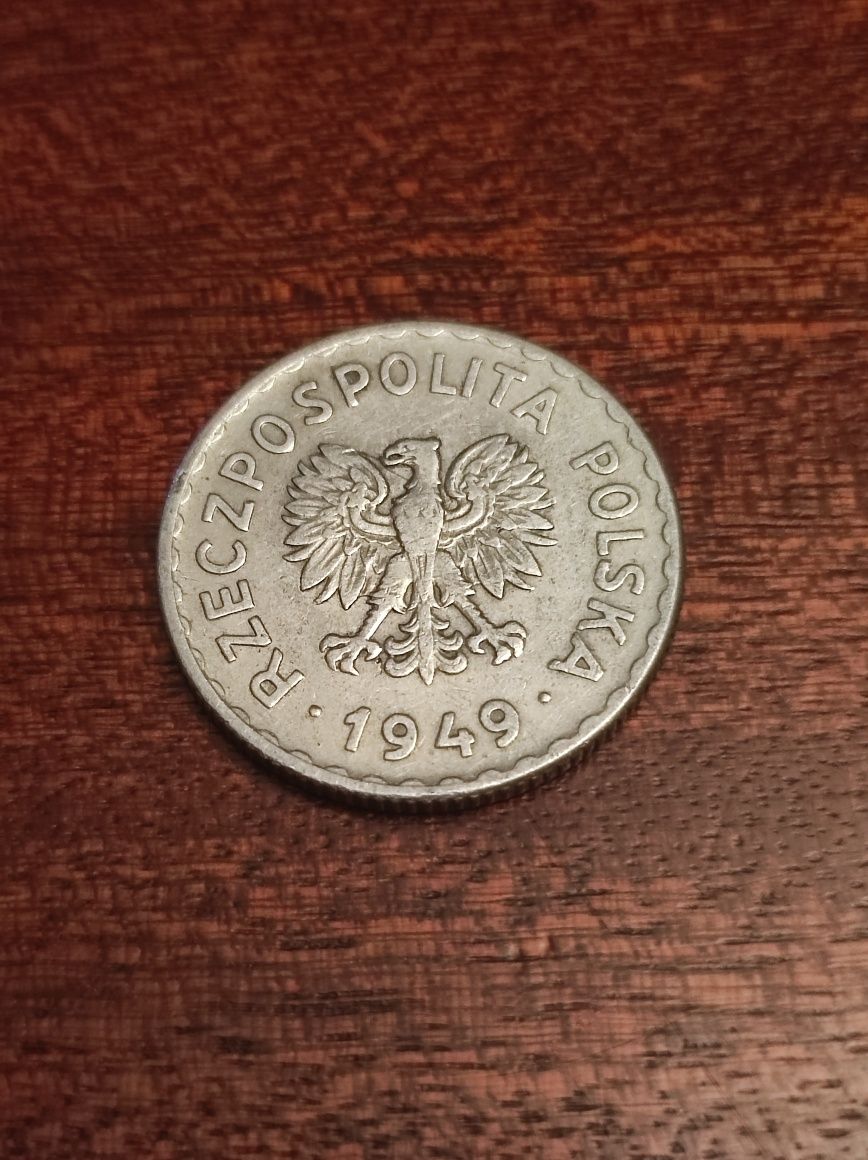 RZECZPOSPOLITA POLSKA
· 1949 ·